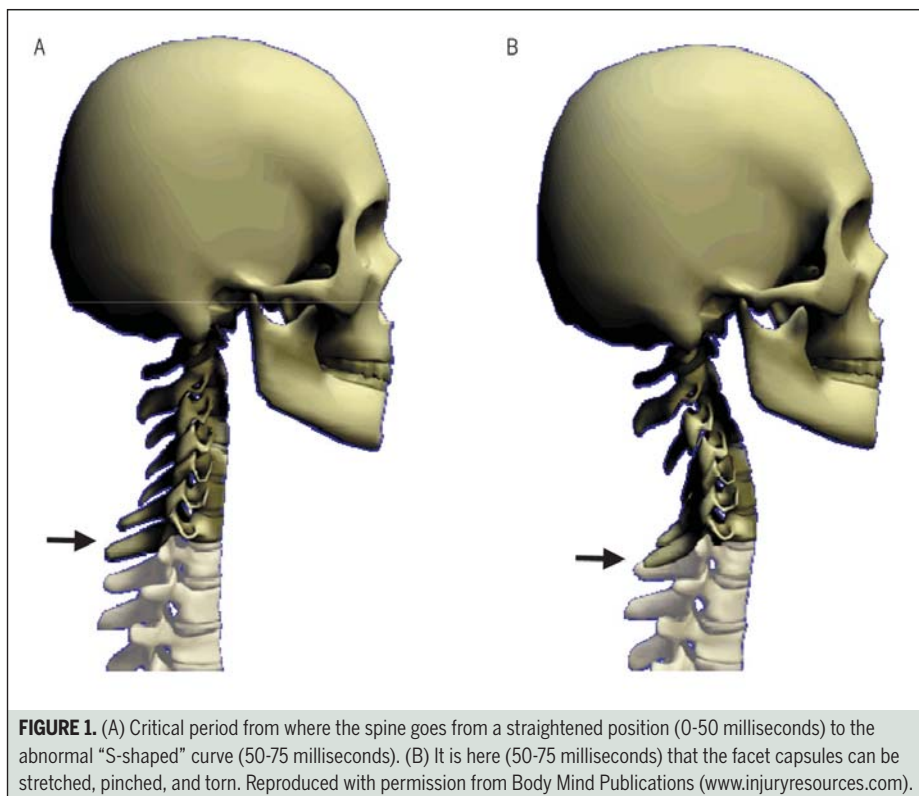 A
B
FIGURE 1. (A) Critical period from where the spine goes from a straightened position (0-50 milliseconds) to the
abnormal “S-shaped” curve (50-75 milliseconds). (B) It is here (50-75 milliseconds) that the facet capsules can be
stretched, pinched, and torn. Reproduced with permission from Body Mind Publications (www.injuryresources.com).